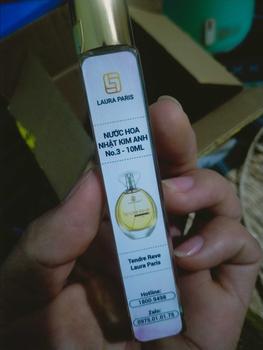 LAURA PARIS
NƯỚC HOA
NHẬT KIM ANH
No.3 - 10ML
Tendre Reve
Laura Paris
Hotline:
1800.9498
Zalo:
0975.01.01.75